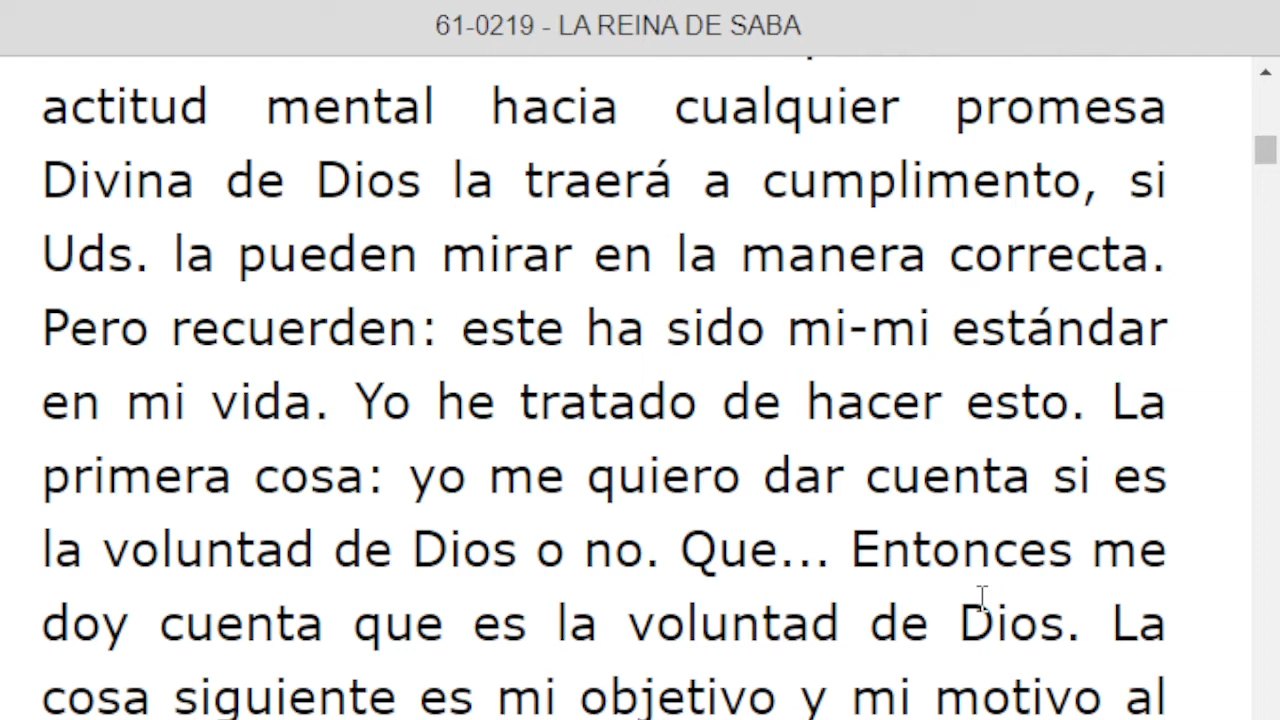 61-0219 - LA REINA DE SABA
actitud mental hacia cualquier promesa
Divina de Dios la traerá a cumplimento, si
Uds. la pueden mirar en la manera correcta.
Pero recuerden: este ha sido mi-mi estándar
en mi vida. Yo he tratado de hacer esto. La
primera cosa: yo me quiero dar cuenta si es
la voluntad de Dios o no. Que... Entonces me
doy cuenta que es la voluntad de Dios. La
cosa siguiente es mi objetivo y mi motivo al